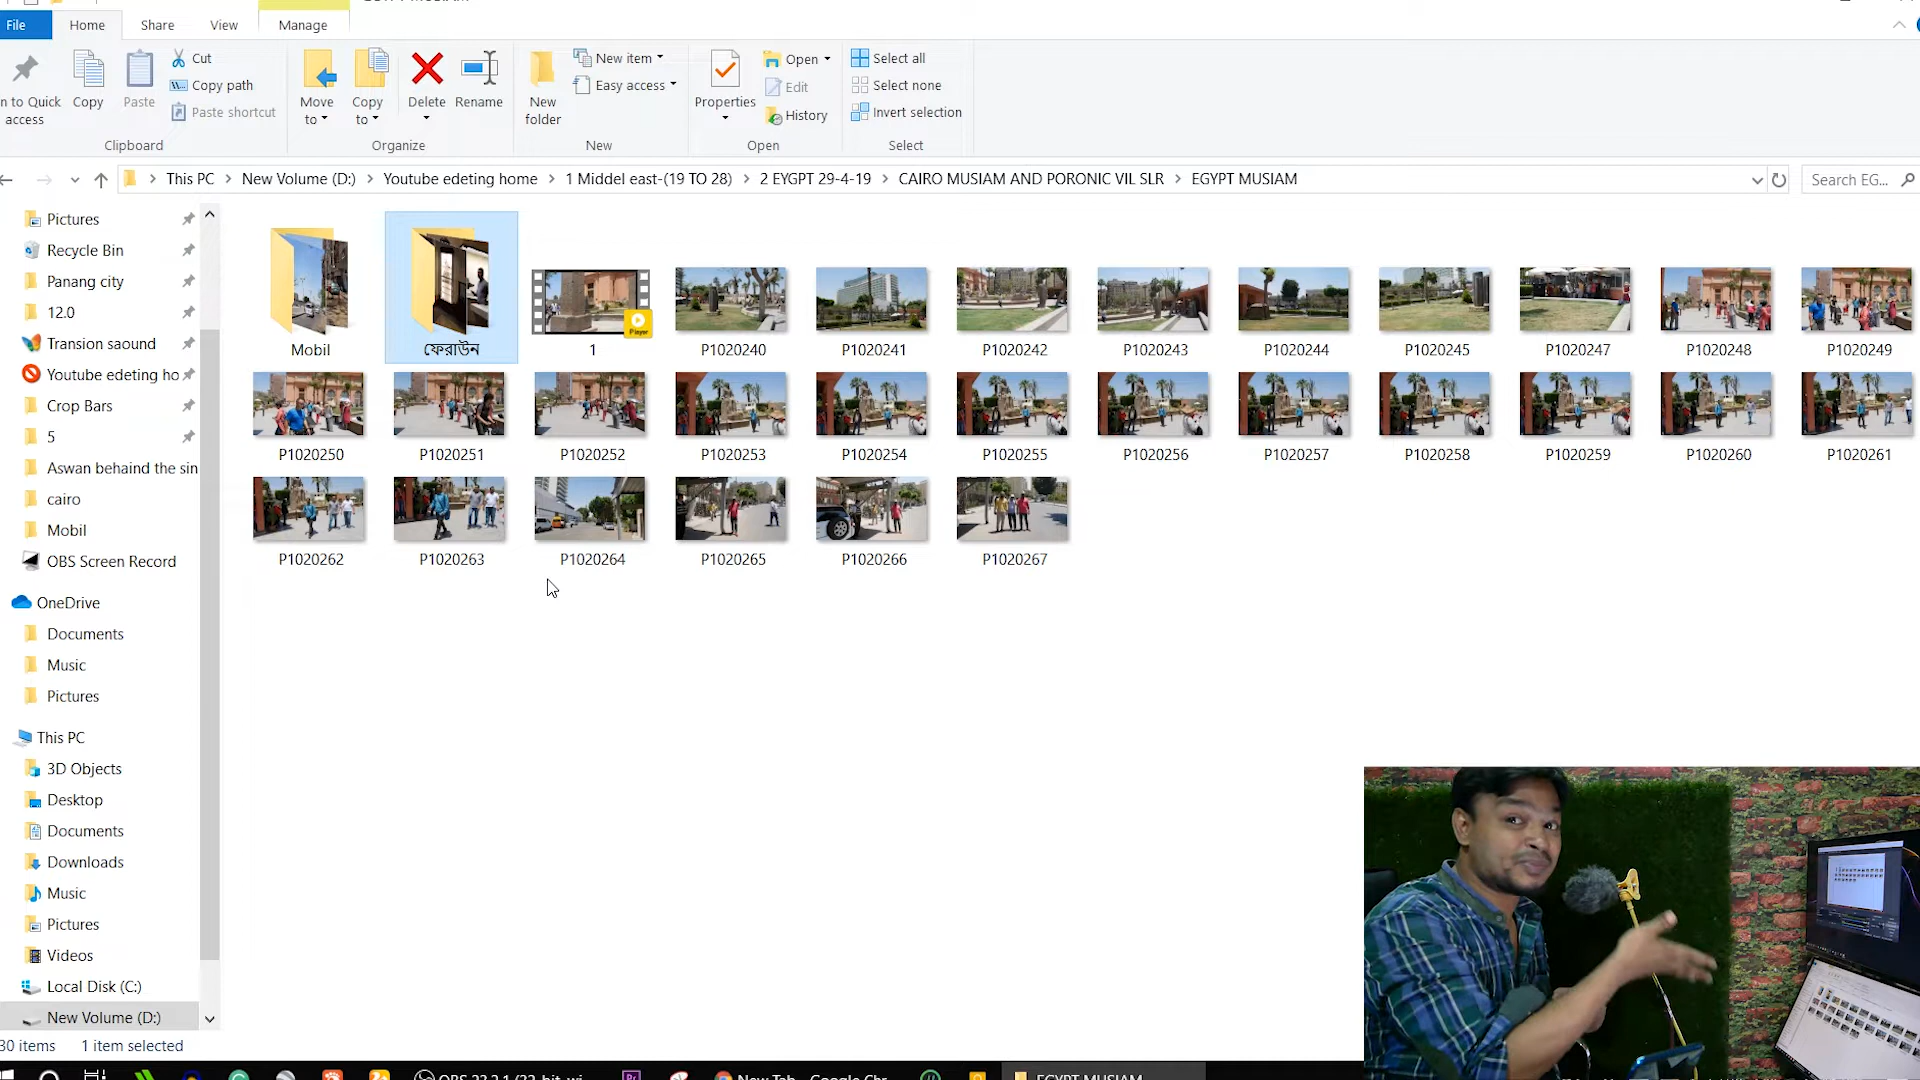 File Home Share View Manage
Cut
Copy path
Paste shortcut
n to Quick access
Copy
Paste
Clipboard
Move to
Copy to
Delete
Rename
Organize
New folder
New item
Easy access
New
Properties
Open
Edit
History
Open
Select all
Select none
Invert selection
Select
This PC New Volume (D:) Youtube edeting home 1 Middel east-(19 TO 28) 2 EYGPT 29-4-19 CAIRO MUSIAM AND PORONIC VIL SLR EGYPT MUSIAM
Search EG...
Pictures
Recycle Bin
Panang city
12.0
Transion saound
Youtube edeting ho
Crop Bars
5
Aswan behaind the sin
cairo
Mobil
OBS Screen Record
OneDrive
Documents
Music
Pictures
This PC
3D Objects
Desktop
Documents
Downloads
Music
Pictures
Videos
Local Disk (C:)
New Volume (D:)
Player
Mobil ফেরাউন 1 P1020240 P1020241 P1020242 P1020243 P1020244 P1020245 P1020247 P1020248 P1020249
P1020250 P1020251 P1020252 P1020253 P1020254 P1020255 P1020256 P1020257 P1020258 P1020259 P1020260 P1020261
P1020262 P1020263 P1020264 P1020265 P1020266 P1020267
30 items 1 item selected
New Tab - Google Chr
EGYPT MUSIAM